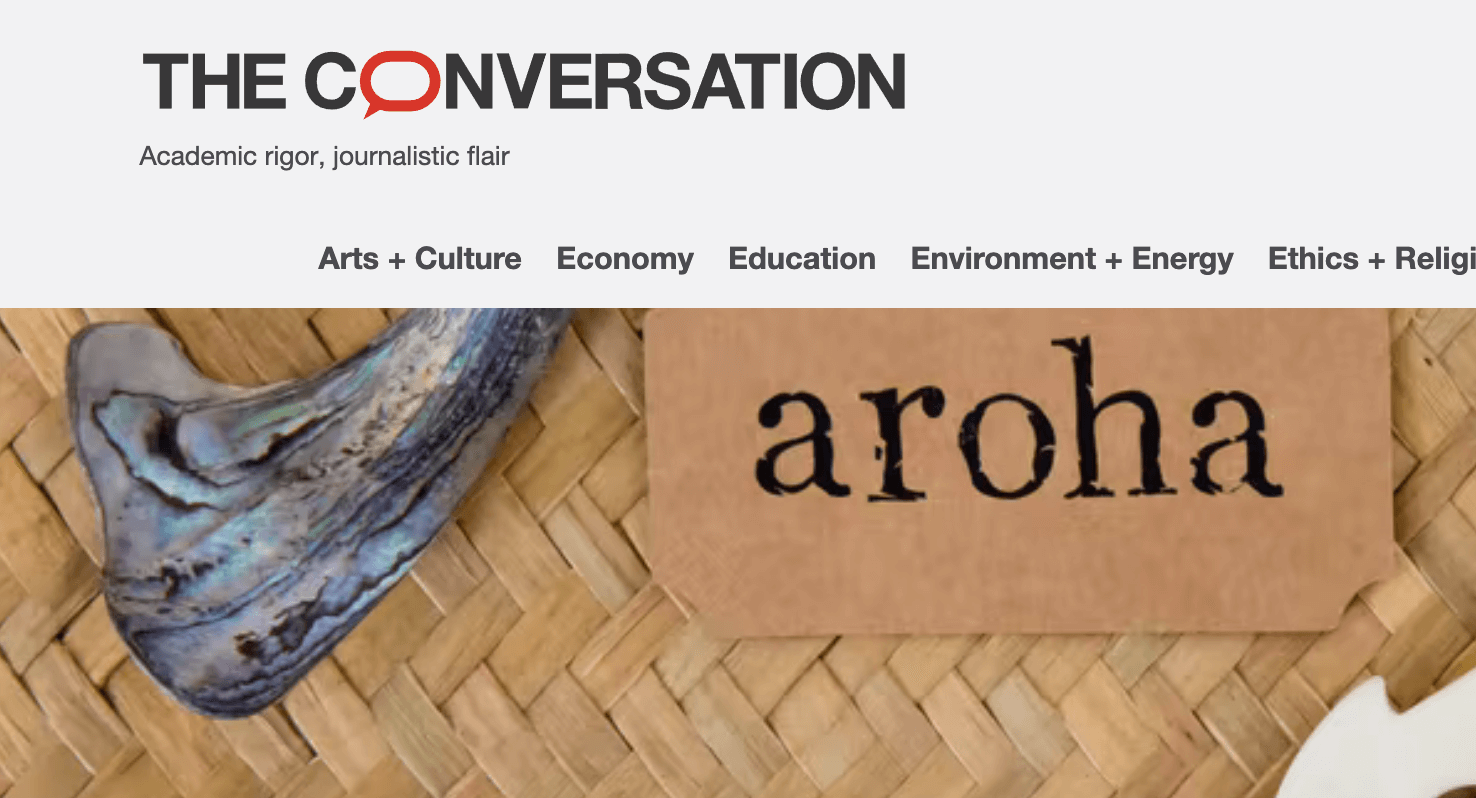 THE CONVERSATION
Academic rigor, journalistic flair
Arts + Culture Economy Education Environment + Energy Ethics + Religi
aroha